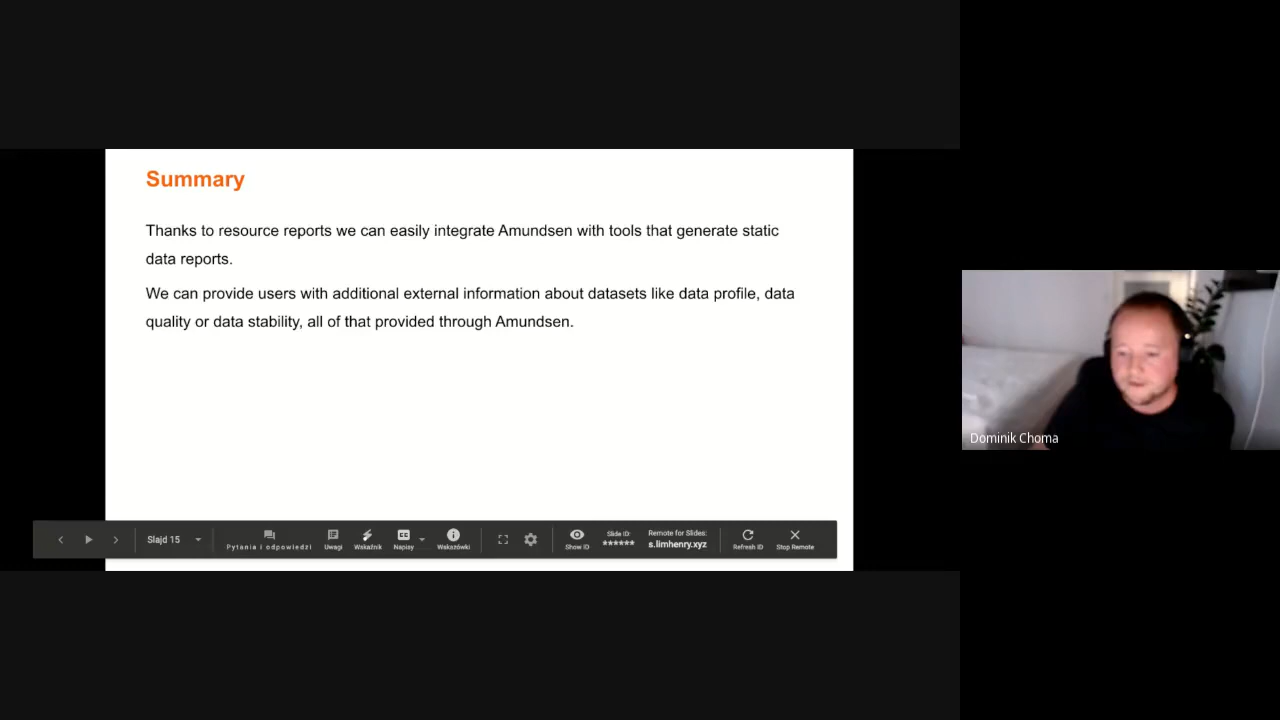 Summary
Thanks to resource reports we can easily integrate Amundsen with tools that generate static
data reports.
We can provide users with additional external information about datasets like data profile, data
quality or data stability, all of that provided through Amundsen.
Dominik Choma
Slajd 15
Pytania i odpowiedzi
Uwagi
Wskaźnik
Napisy
Wskazówki
Show ID
Slide ID:
******
Remote for Slides:
s.limhenry.xyz
Refresh ID
Stop Remote